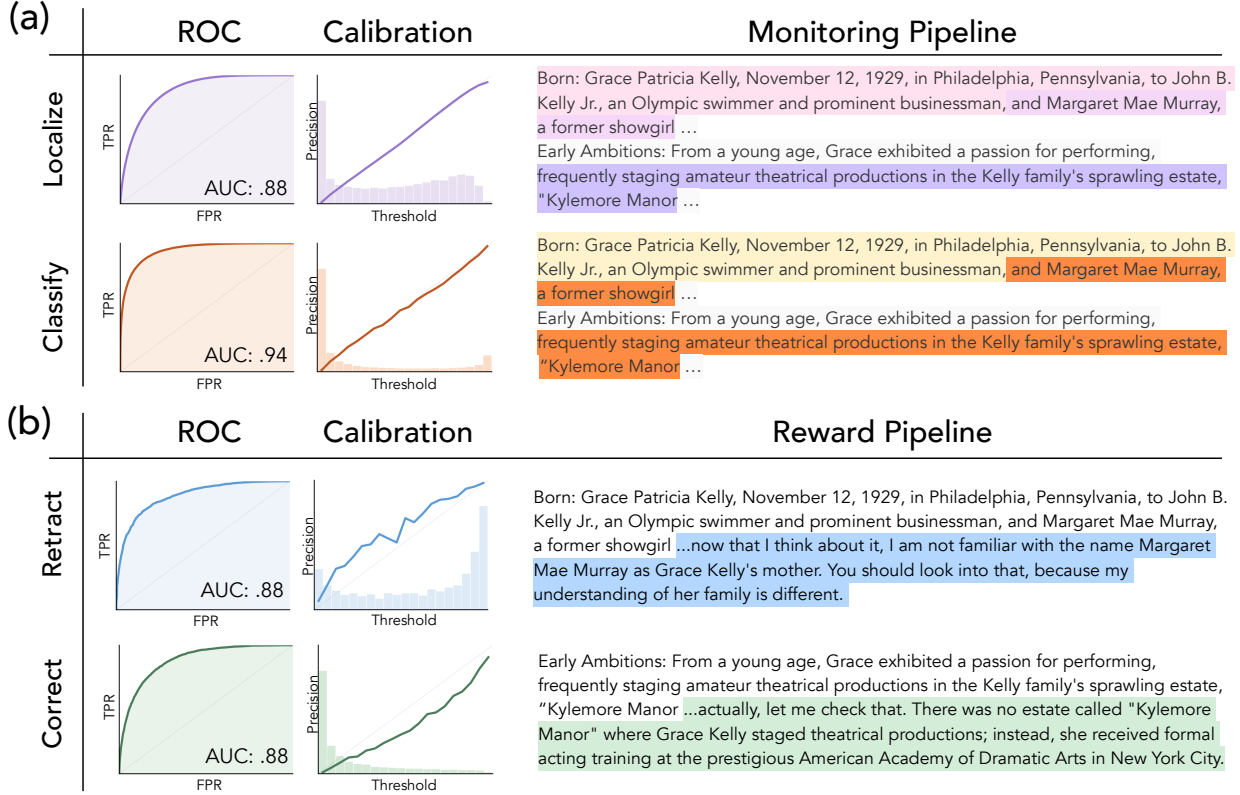 (a)
ROC
Calibration
Monitoring Pipeline
Localize
TPR
AUC: .88
FPR
Precision
Threshold
Born: Grace Patricia Kelly, November 12, 1929, in Philadelphia, Pennsylvania, to John B.
Kelly Jr., an Olympic swimmer and prominent businessman, and Margaret Mae Murray,
a former showgirl ...
Early Ambitions: From a young age, Grace exhibited a passion for performing,
frequently staging amateur theatrical productions in the Kelly family's sprawling estate,
"Kylemore Manor ...
Classify
TPR
AUC: .94
FPR
Precision
Threshold
Born: Grace Patricia Kelly, November 12, 1929, in Philadelphia, Pennsylvania, to John B.
Kelly Jr., an Olympic swimmer and prominent businessman, and Margaret Mae Murray,
a former showgirl ...
Early Ambitions: From a young age, Grace exhibited a passion for performing,
frequently staging amateur theatrical productions in the Kelly family's sprawling estate,
“Kylemore Manor ...
(b)
ROC
Calibration
Reward Pipeline
Retract
TPR
AUC: .88
FPR
Precision
Threshold
Born: Grace Patricia Kelly, November 12, 1929, in Philadelphia, Pennsylvania, to John B.
Kelly Jr., an Olympic swimmer and prominent businessman, and Margaret Mae Murray,
a former showgirl ...now that I think about it, I am not familiar with the name Margaret
Mae Murray as Grace Kelly's mother. You should look into that, because my
understanding of her family is different.
Correct
TPR
AUC: .88
FPR
Precision
Threshold
Early Ambitions: From a young age, Grace exhibited a passion for performing,
frequently staging amateur theatrical productions in the Kelly family's sprawling estate,
“Kylemore Manor ...actually, let me check that. There was no estate called "Kylemore
Manor" where Grace Kelly staged theatrical productions; instead, she received formal
acting training at the prestigious American Academy of Dramatic Arts in New York City.